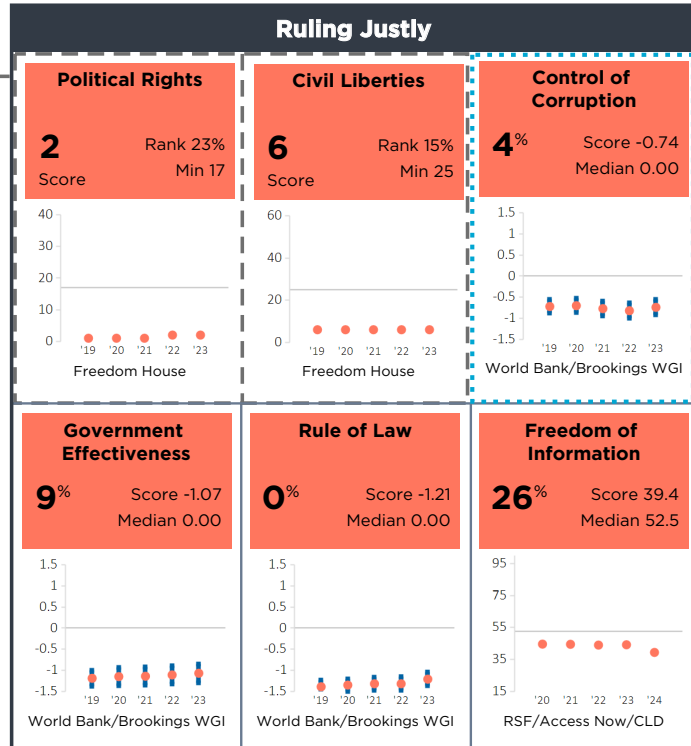 Ruling Justly
Political Rights
2
Score
Rank 23%
Min 17
40
30
20
10
0
'19 '20 '21 '22 '23
Freedom House
Civil Liberties
6
Score
Rank 15%
Min 25
60
40
20
0
'19 '20 '21 '22 '23
Freedom House
Control of
Corruption
4%
Score -0.74
Median 0.00
1.5
1
0.5
0
-0.5
-1
-1.5
'19 '20 '21 '22 '23
World Bank/Brookings WGI
Government
Effectiveness
9%
Score -1.07
Median 0.00
1.5
1
0.5
0
-0.5
-1
-1.5
'19 '20 '21 '22 '23
World Bank/Brookings WGI
Rule of Law
0%
Score -1.21
Median 0.00
1.5
1
0.5
0
-0.5
-1
-1.5
'19 '20 '21 '22 '23
World Bank/Brookings WGI
Freedom of
Information
26%
Score 39.4
Median 52.5
95
75
55
35
15
'20 '21 '22 '23 '24
RSF/Access Now/CLD